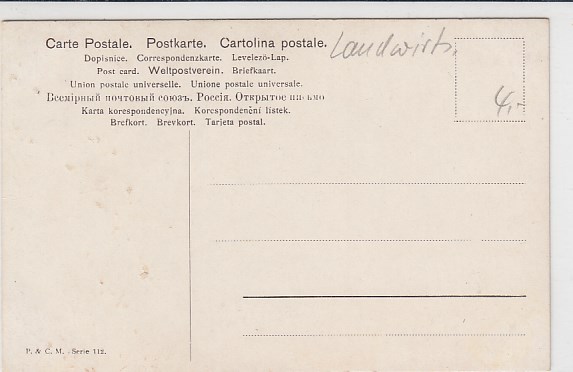 Carte Postale. Postkarte. Cartolina postale.
Landwirts.
Dopisnice. Correspondenzkarte. Levelezö-Lap.
Post card. Weltpostverein. Briefkaart.
Union postale universelle. Unione postale universale.
Всемірный почтовый союзъ. Россія. Открытое письмо
Karta korespondencyjna. Korespondenční lístek.
Brefkort. Brevkort. Tarjeta postal.
4,-
P. & C. M. - Serie 112.